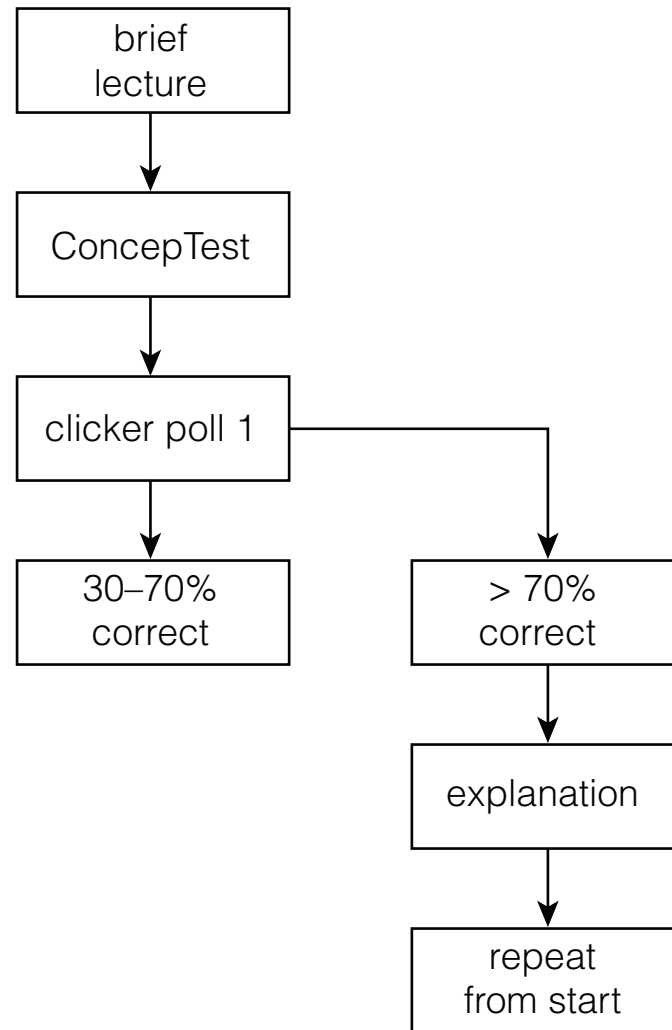 brief
lecture
ConcepTest
clicker poll 1
30–70%
correct
> 70%
correct
explanation
repeat
from start